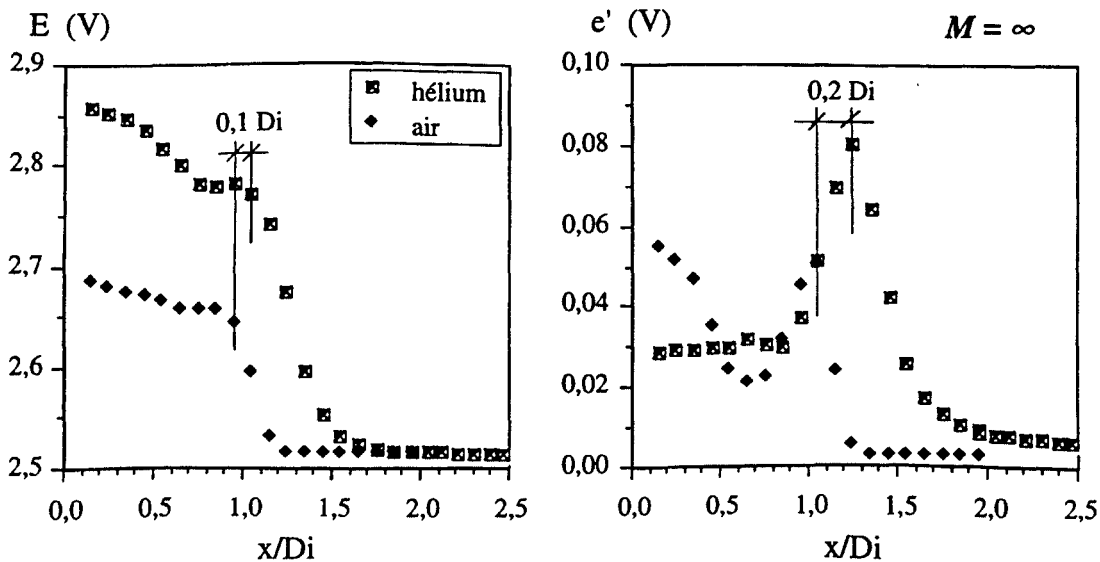 E (V)
2,9
2,8
2,7
2,6
2,5
0,0 0,5 1,0 1,5 2,0 2,5
x/Di
0,1 Di
hélium
air
e' (V)
M = ∞
0,10
0,08
0,06
0,04
0,02
0,00
0,0 0,5 1,0 1,5 2,0 2,5
x/Di
0,2 Di